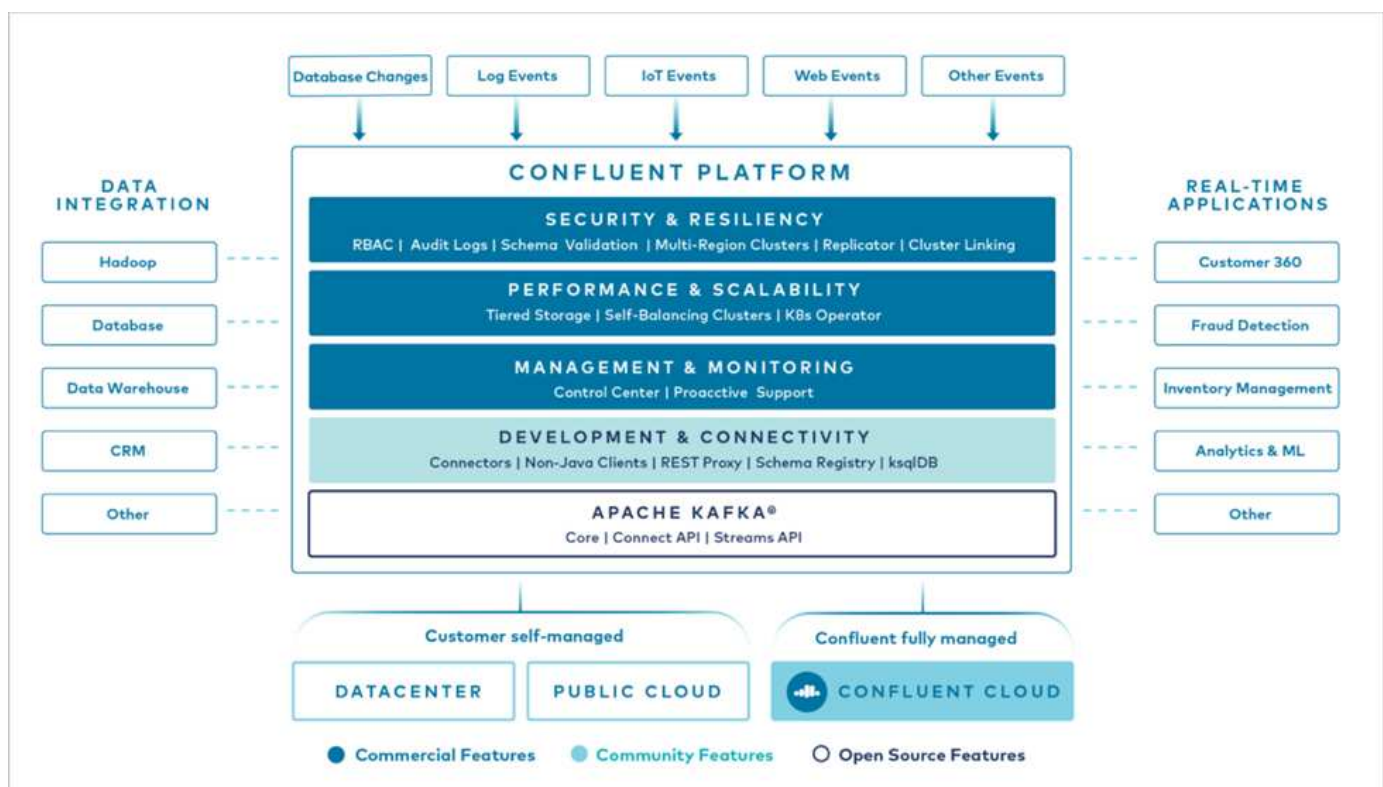 Database Changes
Log Events
IoT Events
Web Events
Other Events
DATA
INTEGRATION
Hadoop
Database
Data Warehouse
CRM
Other
CONFLUENT PLATFORM
SECURITY & RESILIENCY
RBAC | Audit Logs | Schema Validation | Multi-Region Clusters | Replicator | Cluster Linking
PERFORMANCE & SCALABILITY
Tiered Storage | Self-Balancing Clusters | K8s Operator
MANAGEMENT & MONITORING
Control Center | Proacctive Support
DEVELOPMENT & CONNECTIVITY
Connectors | Non-Java Clients | REST Proxy | Schema Registry | ksqlDB
APACHE KAFKA®
Core | Connect API | Streams API
REAL-TIME
APPLICATIONS
Customer 360
Fraud Detection
Inventory Management
Analytics & ML
Other
Customer self-managed
Confluent fully managed
DATACENTER
PUBLIC CLOUD
CONFLUENT CLOUD
Commercial Features
Community Features
Open Source Features